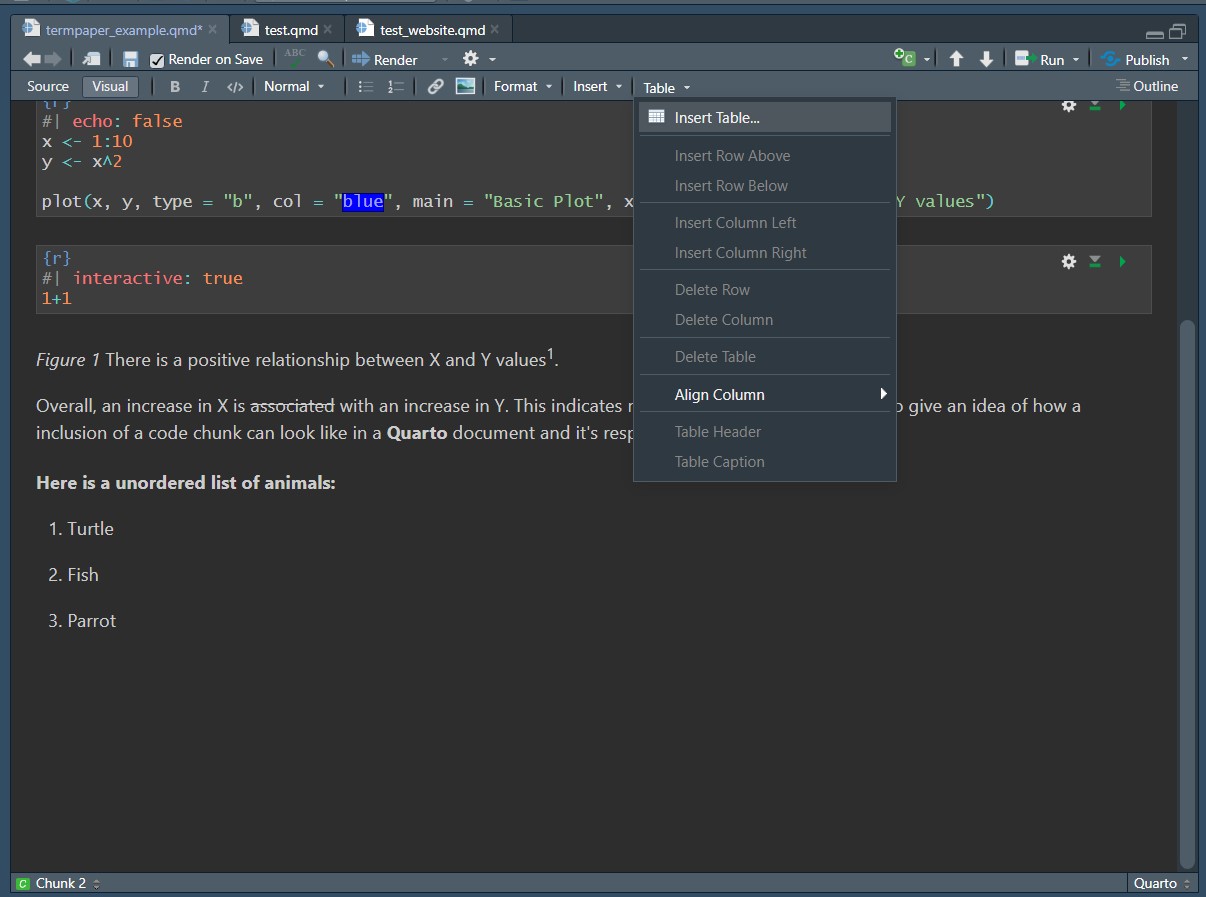 termpaper_example.qmd* test.qmd test_website.qmd
Render on Save ABC Render C Run Publish
Source Visual B I </> Normal Format Insert Table Outline
{r}
#| echo: false
x <- 1:10
y <- x^2
plot(x, y, type = "b", col = "blue", main = "Basic Plot", x Y values")
{r}
#| interactive: true
1+1
Figure 1 There is a positive relationship between X and Y values1.
Overall, an increase in X is associated with an increase in Y. This indicates give an idea of how a
inclusion of a code chunk can look like in a Quarto document and it's resp
Here is a unordered list of animals:
1. Turtle
2. Fish
3. Parrot
Insert Table...
Insert Row Above
Insert Row Below
Insert Column Left
Insert Column Right
Delete Row
Delete Column
Delete Table
Align Column
Table Header
Table Caption
C Chunk 2 Quarto